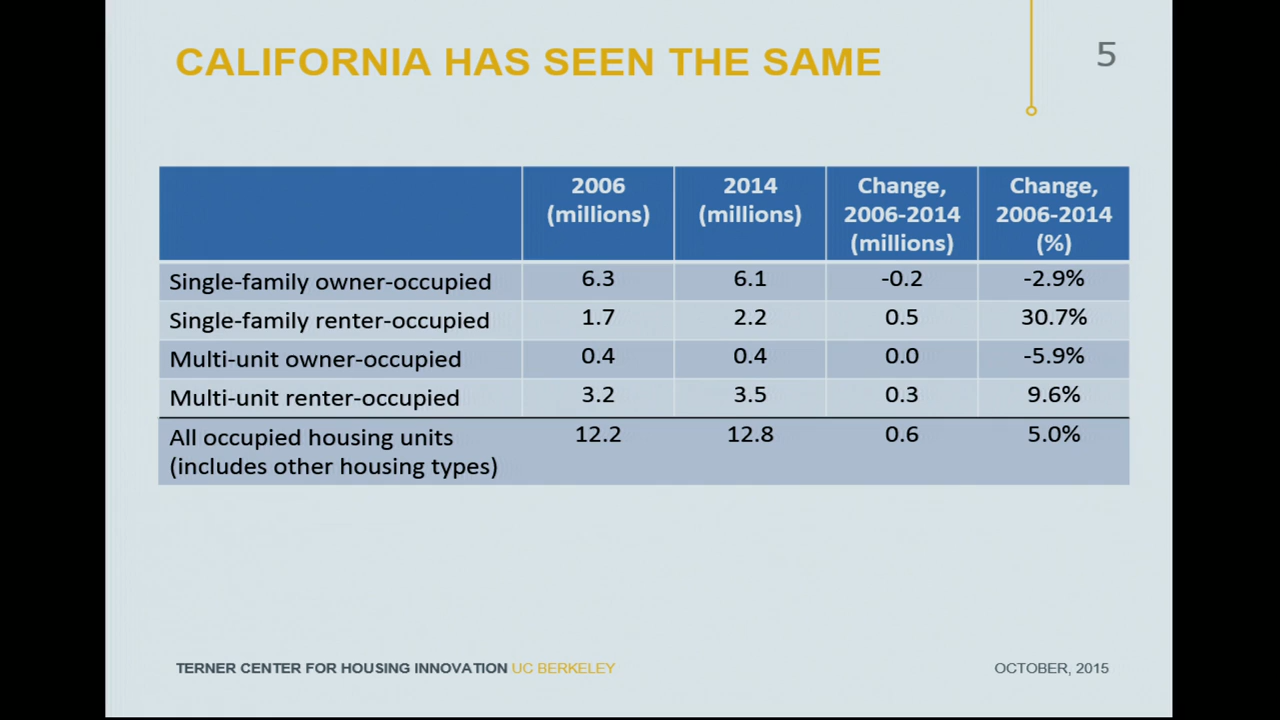 CALIFORNIA HAS SEEN THE SAME
5
2006 (millions) 2014 (millions) Change, 2006-2014 (millions) Change, 2006-2014 (%)
Single-family owner-occupied 6.3 6.1 -0.2 -2.9%
Single-family renter-occupied 1.7 2.2 0.5 30.7%
Multi-unit owner-occupied 0.4 0.4 0.0 -5.9%
Multi-unit renter-occupied 3.2 3.5 0.3 9.6%
All occupied housing units (includes other housing types) 12.2 12.8 0.6 5.0%
TERNER CENTER FOR HOUSING INNOVATION UC BERKELEY
OCTOBER, 2015